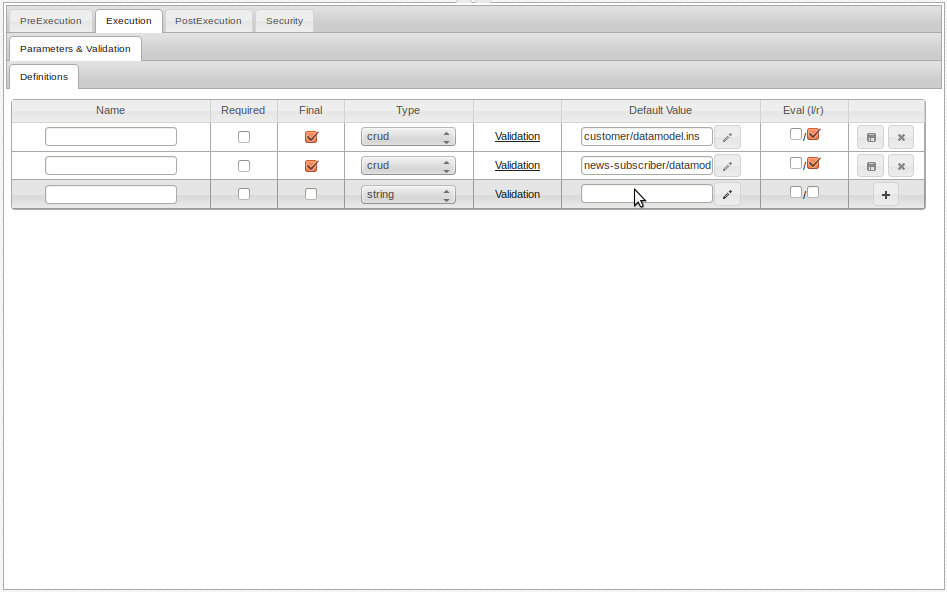 PreExecution Execution PostExecution Security
Parameters & Validation
Definitions
Name Required Final Type Default Value Eval (l/r)
crud Validation customer/datamodel.ins /
crud Validation news-subscriber/datamod /
string Validation / +